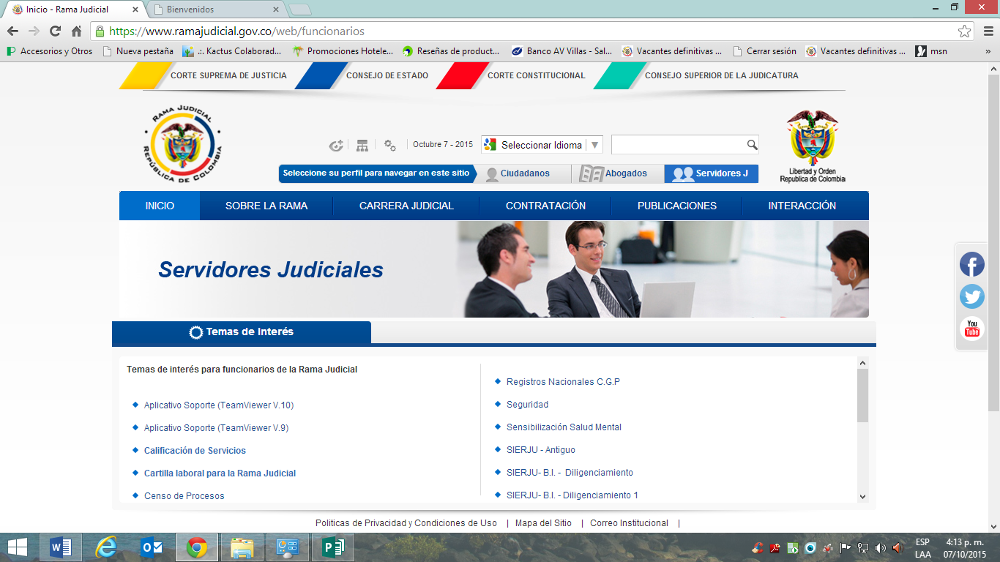 Inicio - Rama Judicial
Bienvenidos
https://www.ramajudicial.gov.co/web/funcionarios
Accesorios y Otros
Nueva pestaña
.:. Kactus Colaborad...
Promociones Hotele...
Reseñas de product...
Banco AV Villas - Sal...
Vacantes definitivas ...
Cerrar sesión
Vacantes definitivas ...
msn
»
CORTE SUPREMA DE JUSTICIA
CONSEJO DE ESTADO
CORTE CONSTITUCIONAL
CONSEJO SUPERIOR DE LA JUDICATURA
RAMA JUDICIAL
REPÚBLICA DE COLOMBIA
Octubre 7 - 2015
Seleccionar Idioma
Libertad y Orden
Republica de Colombia
Seleccione su perfil para navegar en este sitio
Ciudadanos
Abogados
Servidores J
INICIO
SOBRE LA RAMA
CARRERA JUDICIAL
CONTRATACIÓN
PUBLICACIONES
INTERACCIÓN
Servidores Judiciales
You
Tube
Temas de Interés
Temas de interés para funcionarios de la Rama Judicial
Aplicativo Soporte (TeamViewer V.10)
Aplicativo Soporte (TeamViewer V.9)
Calificación de Servicios
Cartilla laboral para la Rama Judicial
Censo de Procesos
Registros Nacionales C.G.P
Seguridad
Sensibilización Salud Mental
SIERJU - Antiguo
SIERJU- B.I. - Diligenciamiento
SIERJU- B.I. - Diligenciamiento 1
Políticas de Privacidad y Condiciones de Uso | Mapa del Sitio | Correo Institucional |
ESP
LAA
4:13 p. m.
07/10/2015